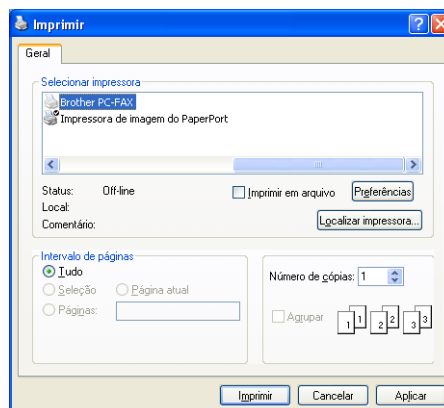 Imprimir
Geral
Selecionar impressora
Brother PC-FAX
Impressora de imagem do PaperPort
Status: Off-line
Imprimir em arquivo
Preferências
Local:
Comentário:
Localizar impressora...
Intervalo de páginas
Tudo
Seleção
Página atual
Páginas:
Número de cópias: 1
Agrupar
1 1 2 2 3 3
Imprimir
Cancelar
Aplicar